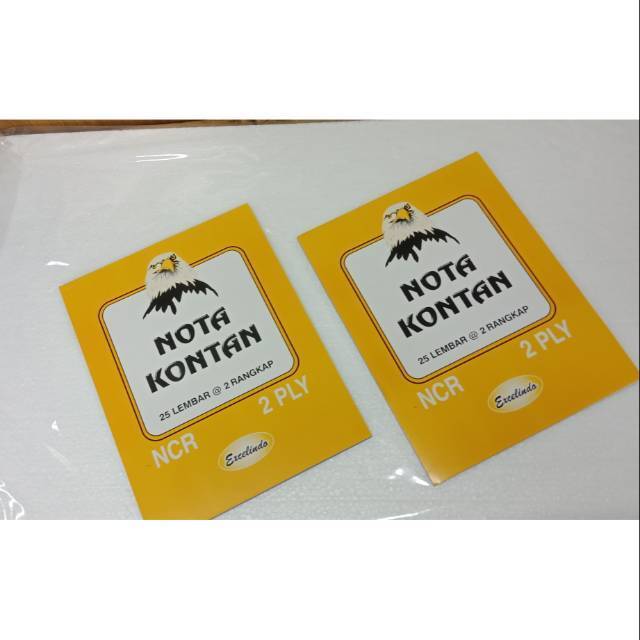 NOTA
KONTAN
25 LEMBAR @ 2 RANGKAP
NCR 2 PLY
Excelindo
NOTA
KONTAN
25 LEMBAR @ 2 RANGKAP
NCR 2 PLY
Excelindo